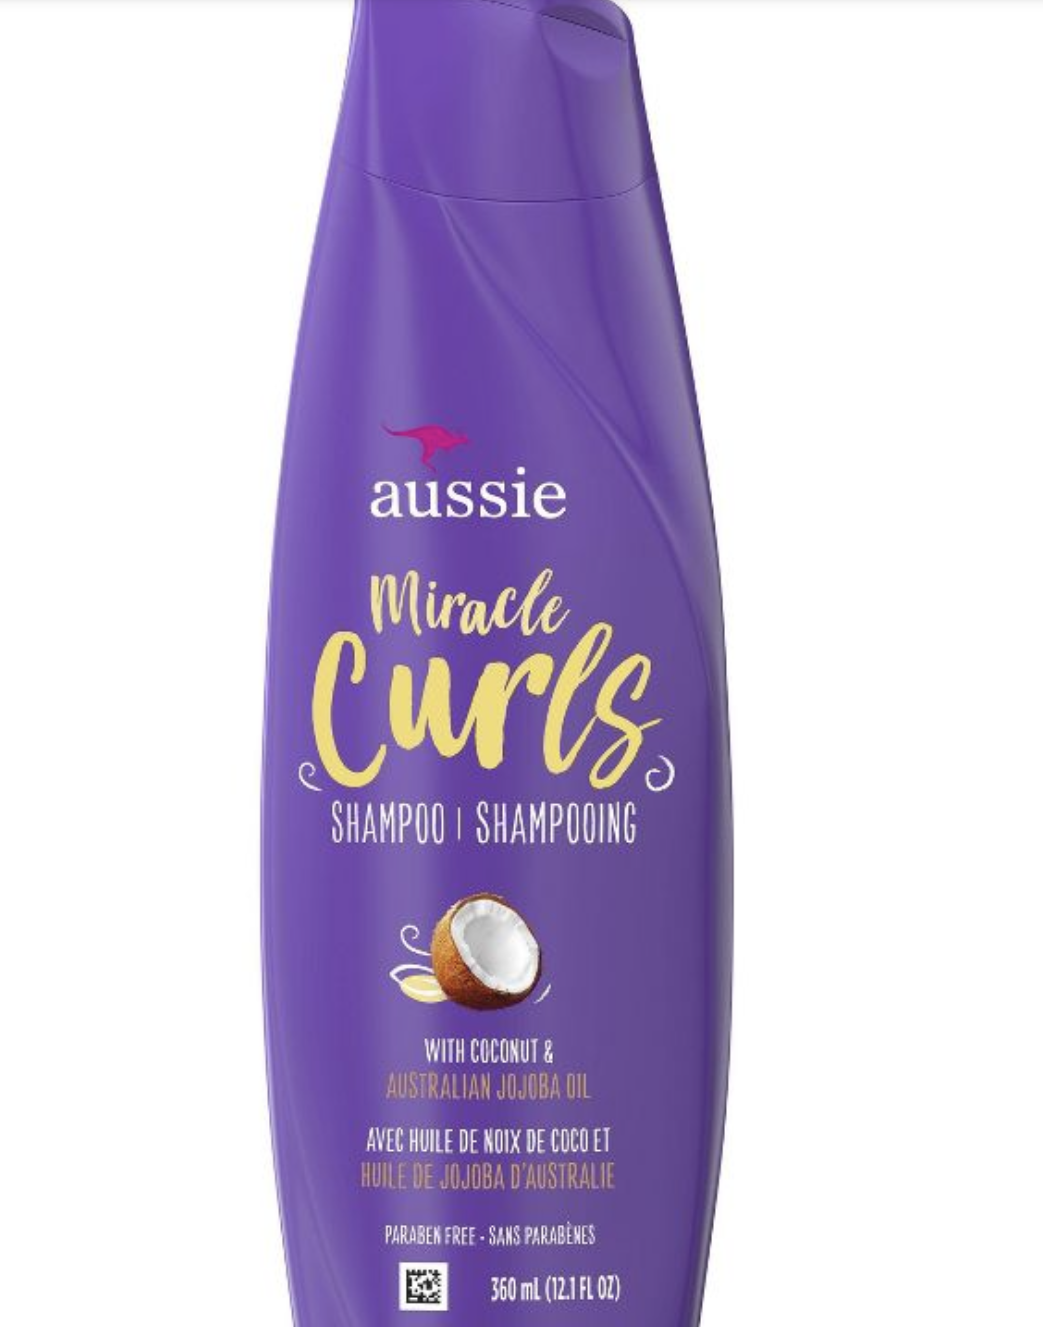 aussie
Miracle
Curls
SHAMPOO | SHAMPOOING
WITH COCONUT &
AUSTRALIAN JOJOBA OIL
AVEC HUILE DE NOIX DE COCO ET
HUILE DE JOJOBA D'AUSTRALIE
PARABEN FREE - SANS PARABÈNES
360 mL (12.1 FL OZ)